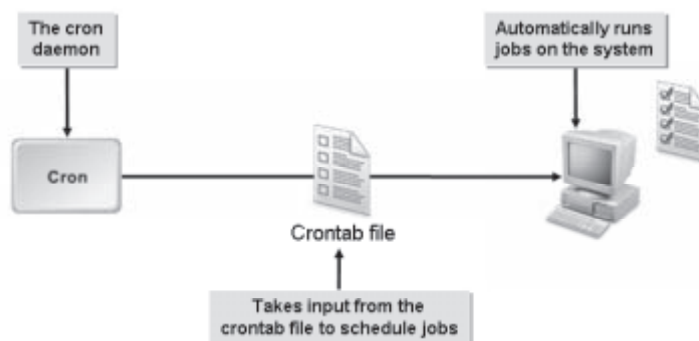 The cron
daemon
Automatically runs
jobs on the system
Cron
Crontab file
Takes input from the
crontab file to schedule jobs